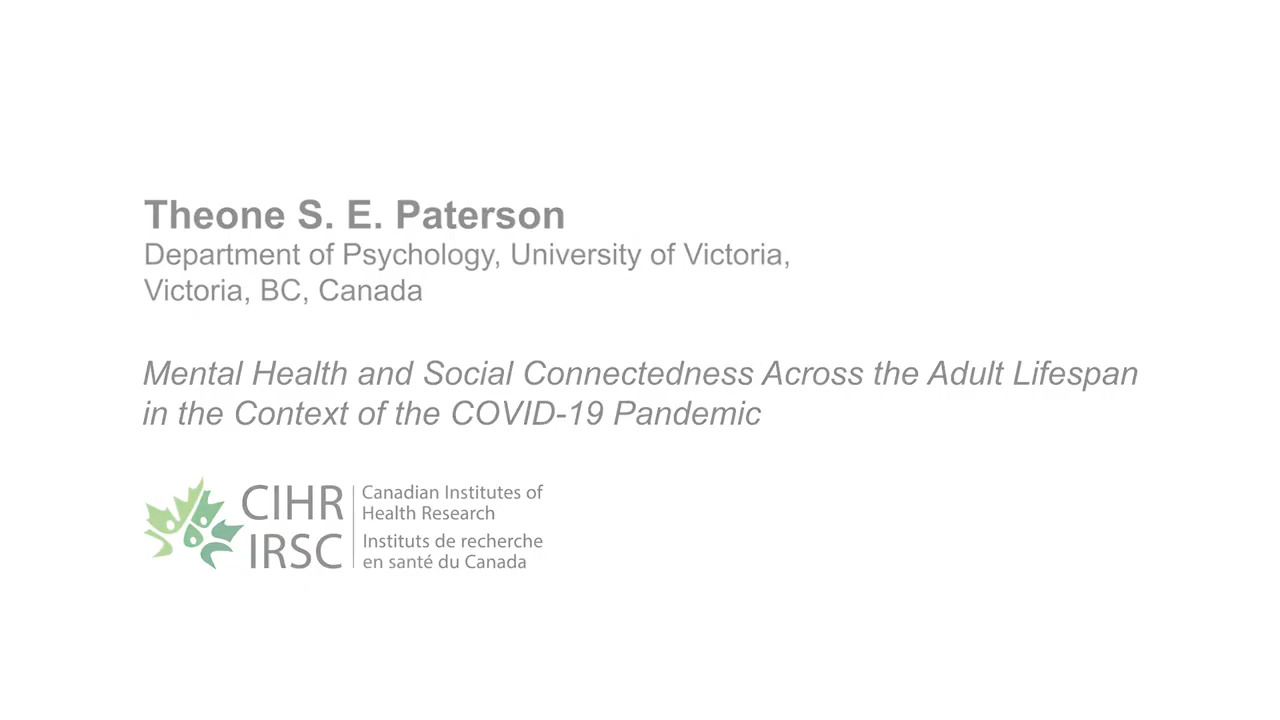 Theone S. E. Paterson
Department of Psychology, University of Victoria,
Victoria, BC, Canada
Mental Health and Social Connectedness Across the Adult Lifespan
in the Context of the COVID-19 Pandemic
CIHR
IRSC
Canadian Institutes of
Health Research
Instituts de recherche
en santé du Canada